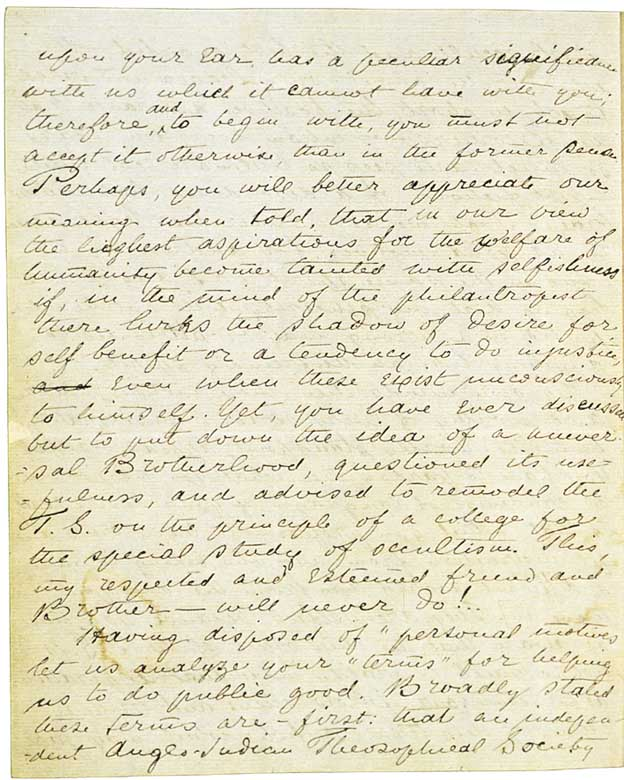 upon your ear has a peculiar significance
with us which it cannot have with you;
therefore, and to begin with, you must not
accept it otherwise, than in the former sense.
Perhaps, you will better appreciate our
meaning when told, that in our view
the highest aspirations for the welfare of
humanity become tainted with selfishness
if, in the mind of the philantropist
there lurks the shadow of desire for
self benefit or a tendency to do injustice,
and even when these exist unconsciously
to himself. Yet, you have ever discussed
but to put down the idea of a univer-
-sal Brotherhood, questioned its use-
-fulness, and advised to remodel the
T. S. on the principle of a college for
the special study of occultism. This,
my respected and esteemed friend and
Brother — will never do!..
Having disposed of "personal motives
let us analyze your "terms" for helping
us to do public good. Broadly stated
these terms are – first: that an indepen-
-dent Anglo-Indian Theosophical Society